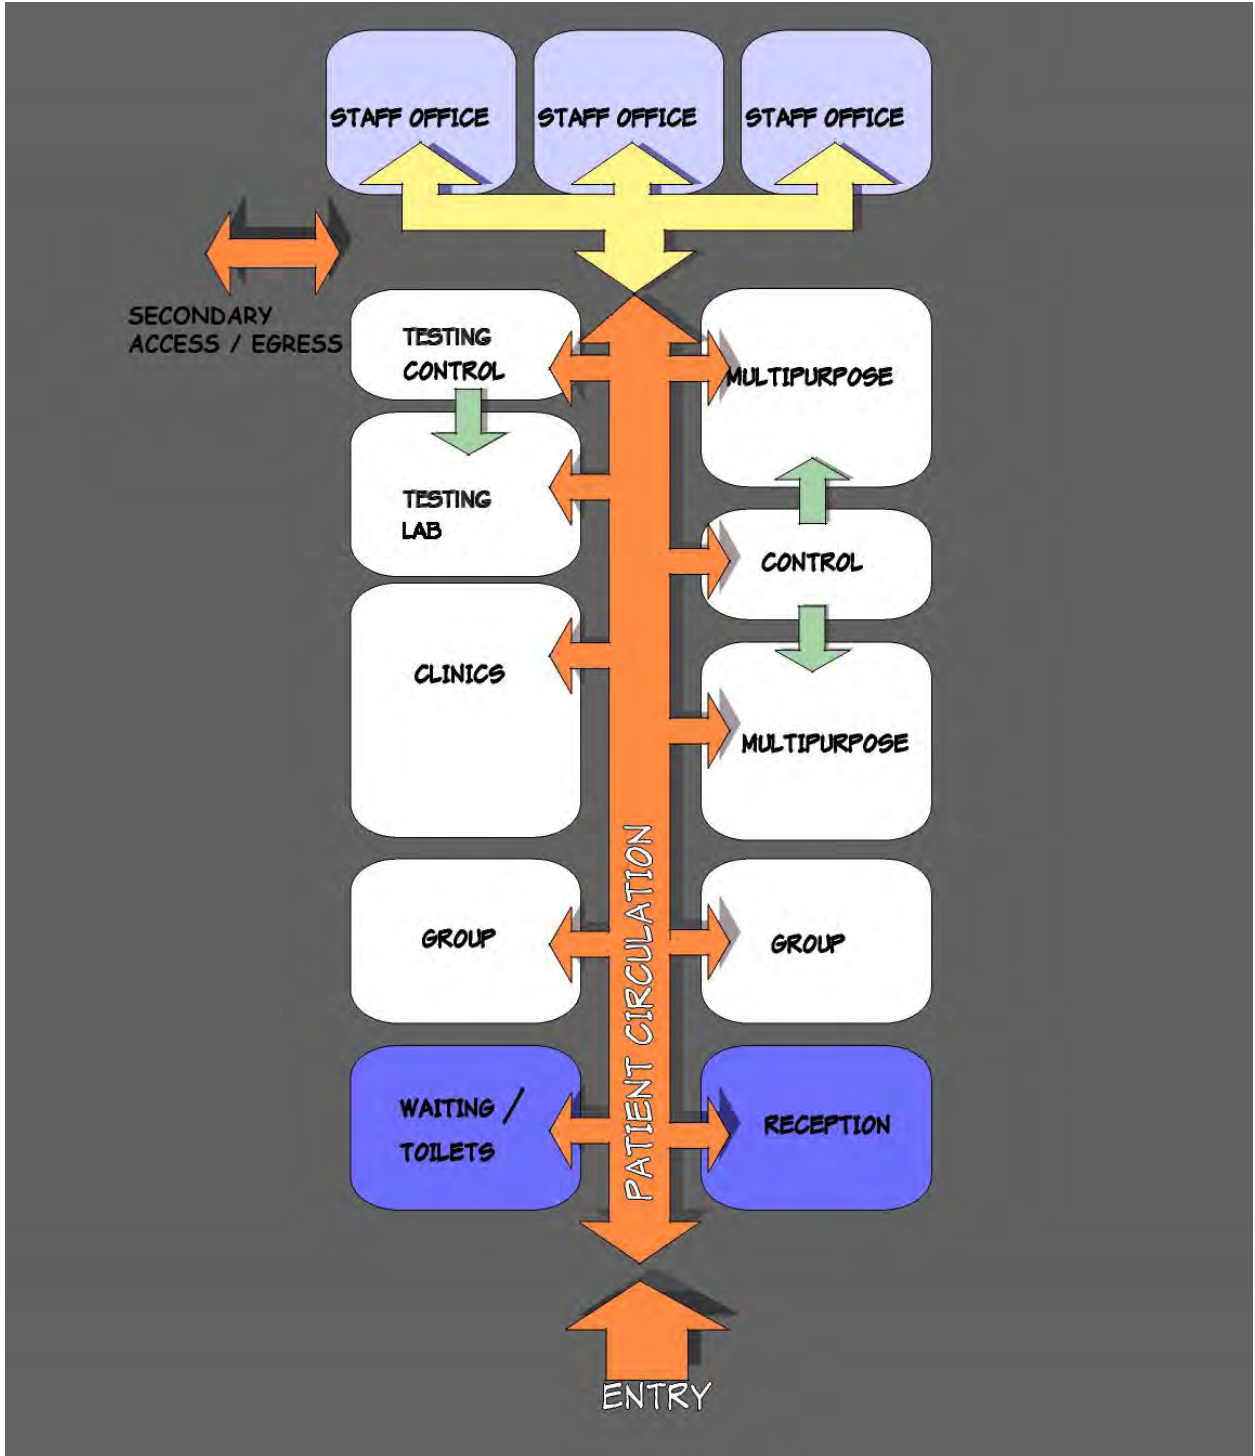 STAFF OFFICE
STAFF OFFICE
STAFF OFFICE
SECONDARY
ACCESS / EGRESS
TESTING
CONTROL
MULTIPURPOSE
TESTING
LAB
CONTROL
CLINICS
MULTIPURPOSE
GROUP
GROUP
PATIENT CIRCULATION
WAITING /
TOILETS
RECEPTION
ENTRY